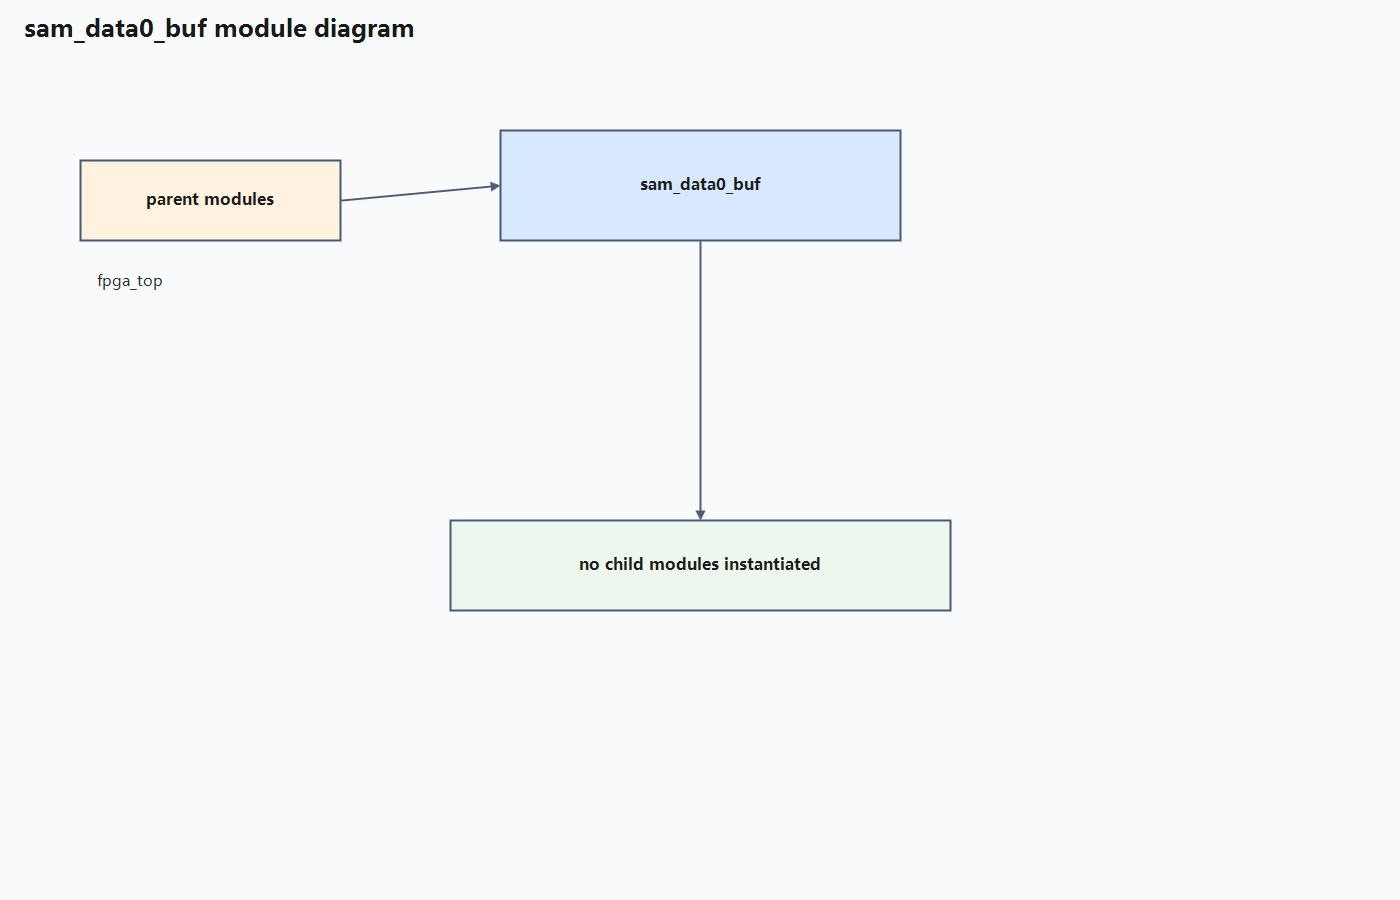 sam_data0_buf module diagram
sam_data0_buf
parent modules
fpga_top
no child modules instantiated